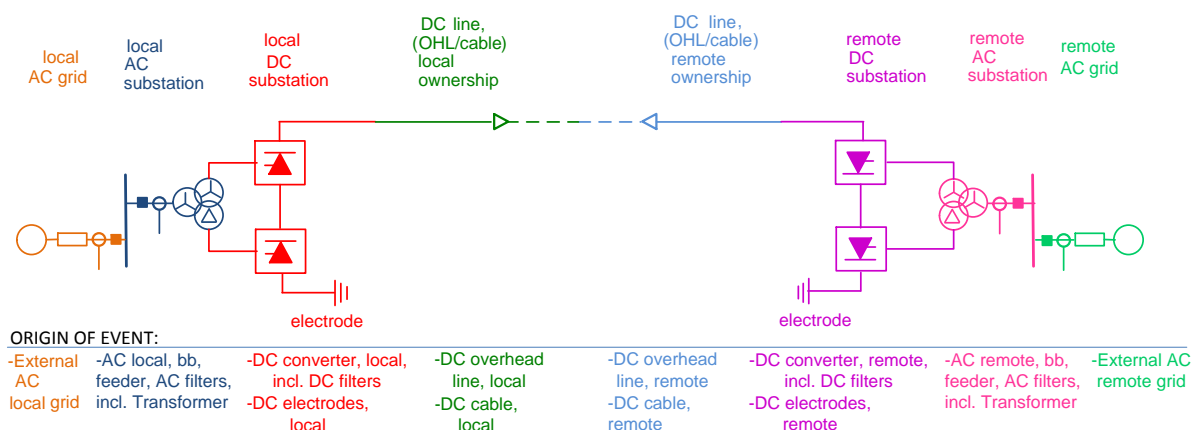 local
AC grid
local
AC
substation
local
DC
substation
DC line,
(OHL/cable)
local
ownership
DC line,
(OHL/cable)
remote
ownership
remote
DC
substation
remote
AC
substation
remote
AC grid
electrode
electrode
ORIGIN OF EVENT:
-External
AC
local grid
-AC local, bb,
feeder, AC filters,
incl. Transformer
-DC converter, local,
incl. DC filters
-DC electrodes,
local
-DC overhead
line, local
-DC cable,
local
-DC overhead
line, remote
-DC cable,
remote
-DC converter, remote,
incl. DC filters
-DC electrodes,
remote
-AC remote, bb,
feeder, AC filters,
incl. Transformer
-External AC
remote grid